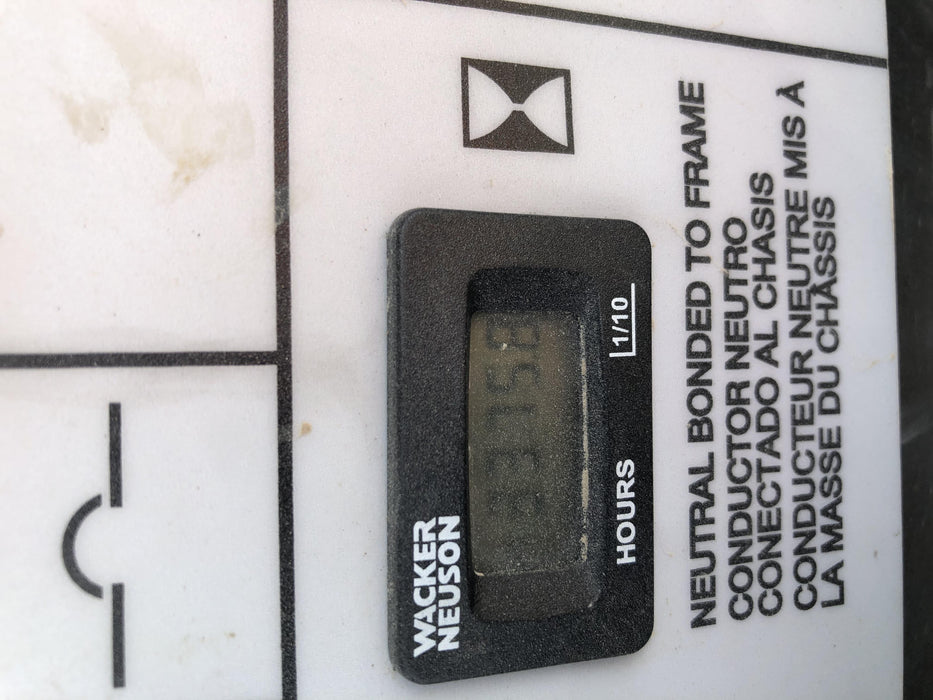 WACKER
NEUSON
HOURS
1/10
NEUTRAL BONDED TO FRAME
CONDUCTOR NEUTRO
CONECTADO AL CHASIS
CONDUCTEUR NEUTRE MIS À
LA MASSE DU CHÂSSIS